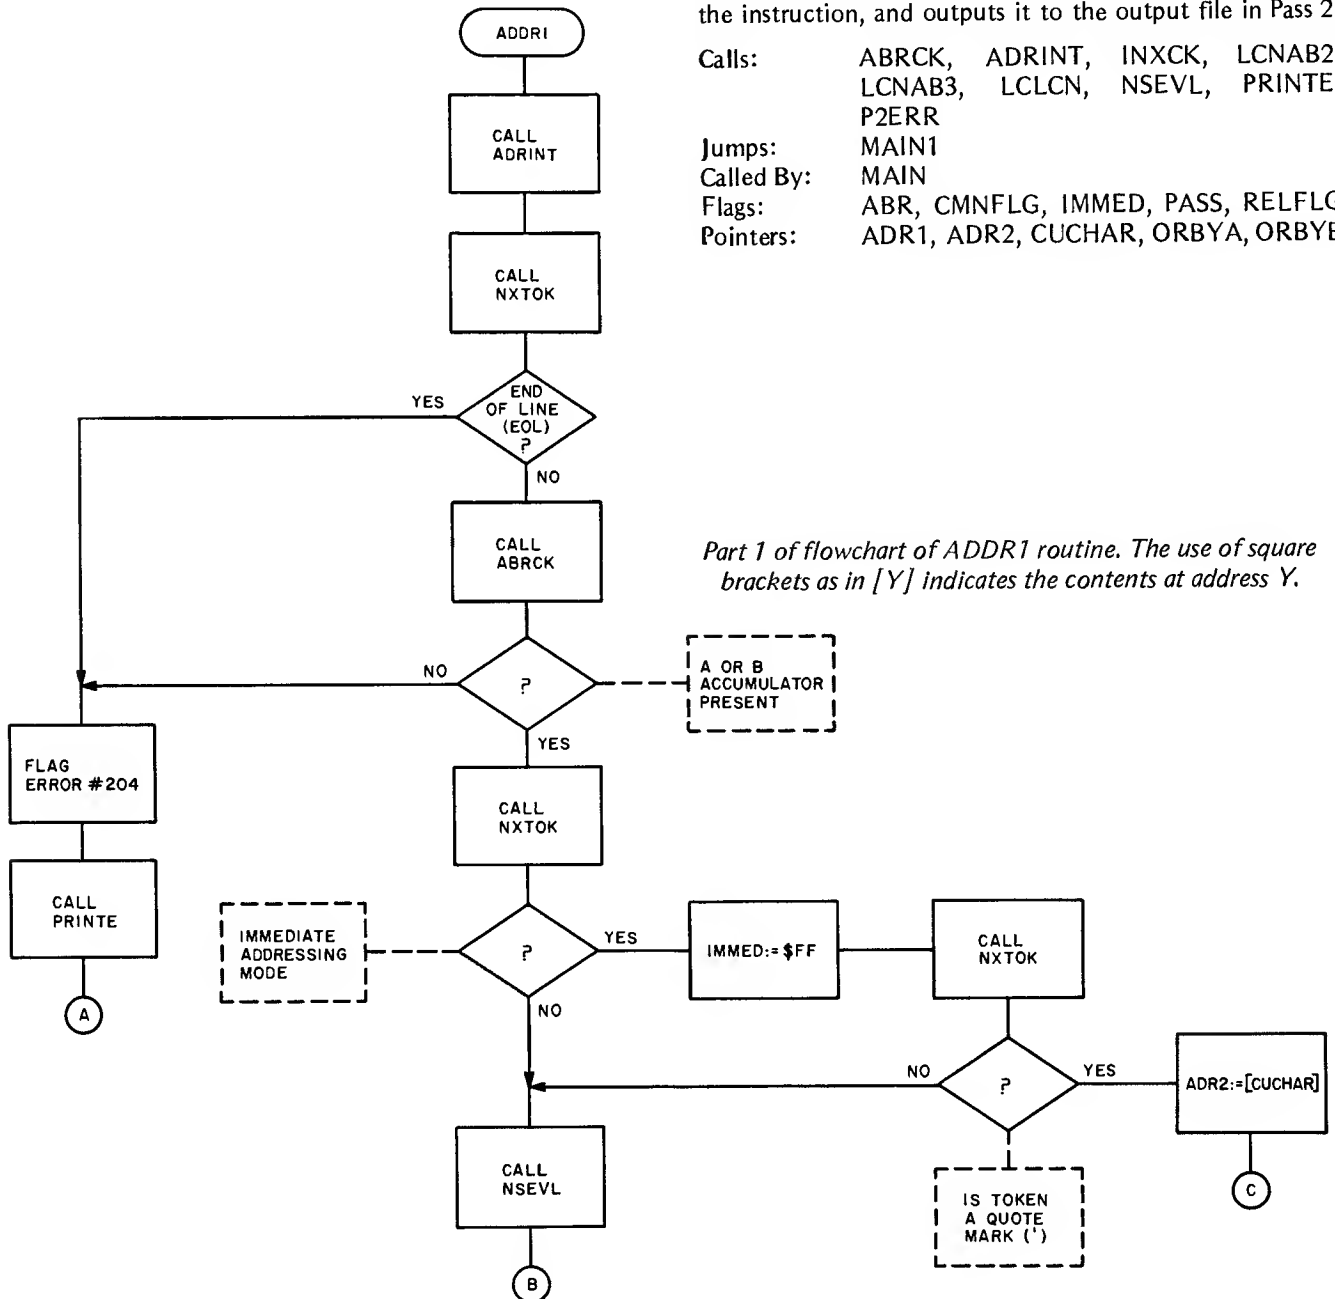 the instruction, and outputs it to the output file in Pass 2
Calls: ABRCK, ADRINT, INXCK, LCNAB2
LCNAB3, LCLCN, NSEVL, PRINTE
P2ERR
Jumps: MAIN1
Called By: MAIN
Flags: ABR, CMNFLG, IMMED, PASS, RELFLG
Pointers: ADR1, ADR2, CUCHAR, ORBYA, ORBYB
ADDR1
CALL
ADRINT
CALL
NXTOK
END
OF LINE
(EOL)
?
YES
NO
CALL
ABRCK
Part 1 of flowchart of ADDR1 routine. The use of square
brackets as in [Y] indicates the contents at address Y.
NO
?
A OR B
ACCUMULATOR
PRESENT
YES
FLAG
ERROR #204
CALL
NXTOK
CALL
PRINTE
A
IMMEDIATE
ADDRESSING
MODE
?
YES
IMMED:= $FF
CALL
NXTOK
NO
NO
?
YES
ADR2:=[CUCHAR]
CALL
NSEVL
IS TOKEN
A QUOTE
MARK (')
C
B